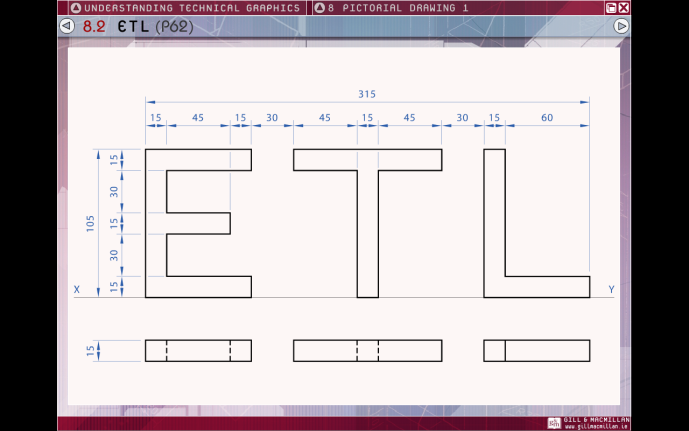 UNDERSTANDING TECHNICAL GRAPHICS
8 PICTORIAL DRAWING 1
8.2 ETL (P62)
315
15 45 15 30 45 15 45 30 15 60
15
30
15
30
15
105
X Y
15
GILL & MACMILLAN
www.gillmacmillan.ie